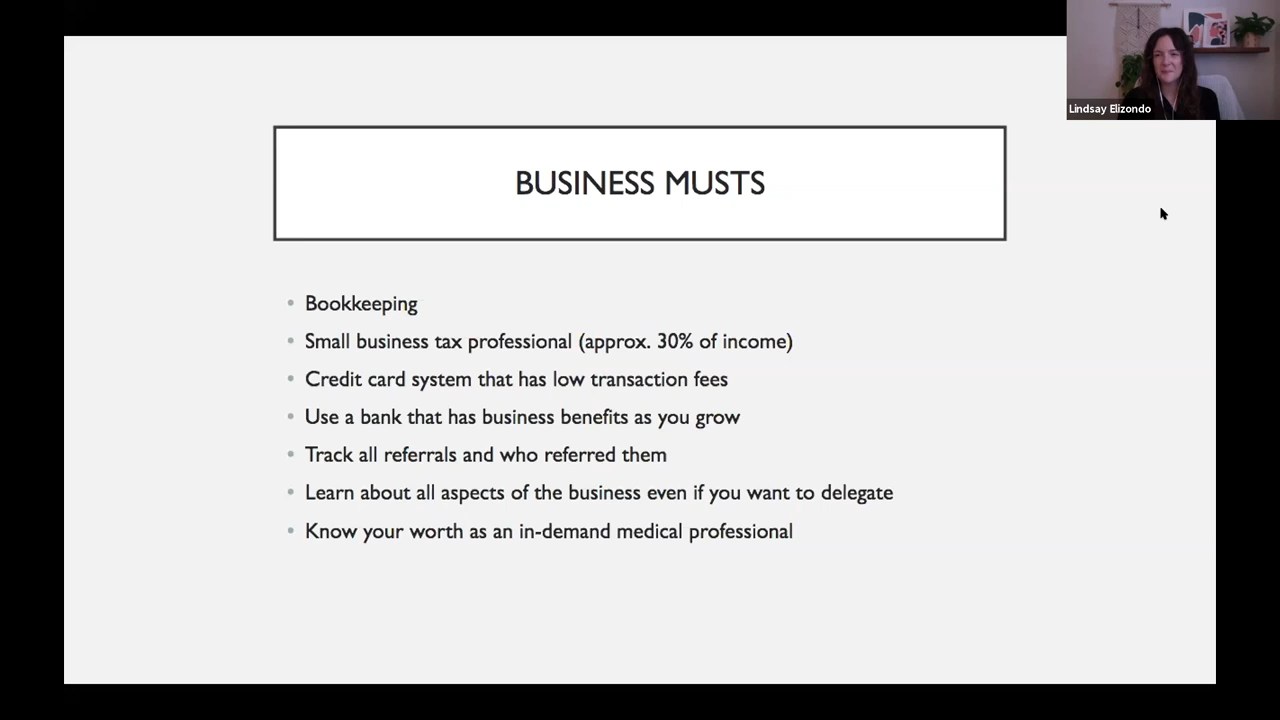 Lindsay Elizondo
BUSINESS MUSTS
• Bookkeeping
• Small business tax professional (approx. 30% of income)
• Credit card system that has low transaction fees
• Use a bank that has business benefits as you grow
• Track all referrals and who referred them
• Learn about all aspects of the business even if you want to delegate
• Know your worth as an in-demand medical professional